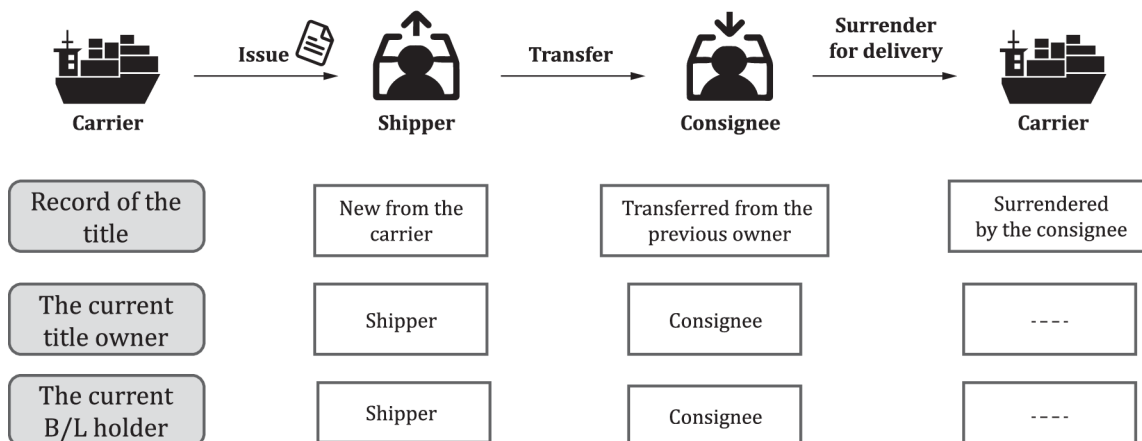 Issue
Transfer
Surrender
for delivery
Carrier
Shipper
Consignee
Carrier
Record of the
title
New from the
carrier
Transferred from the
previous owner
Surrendered
by the consignee
The current
title owner
Shipper
Consignee
----
The current
B/L holder
Shipper
Consignee
----